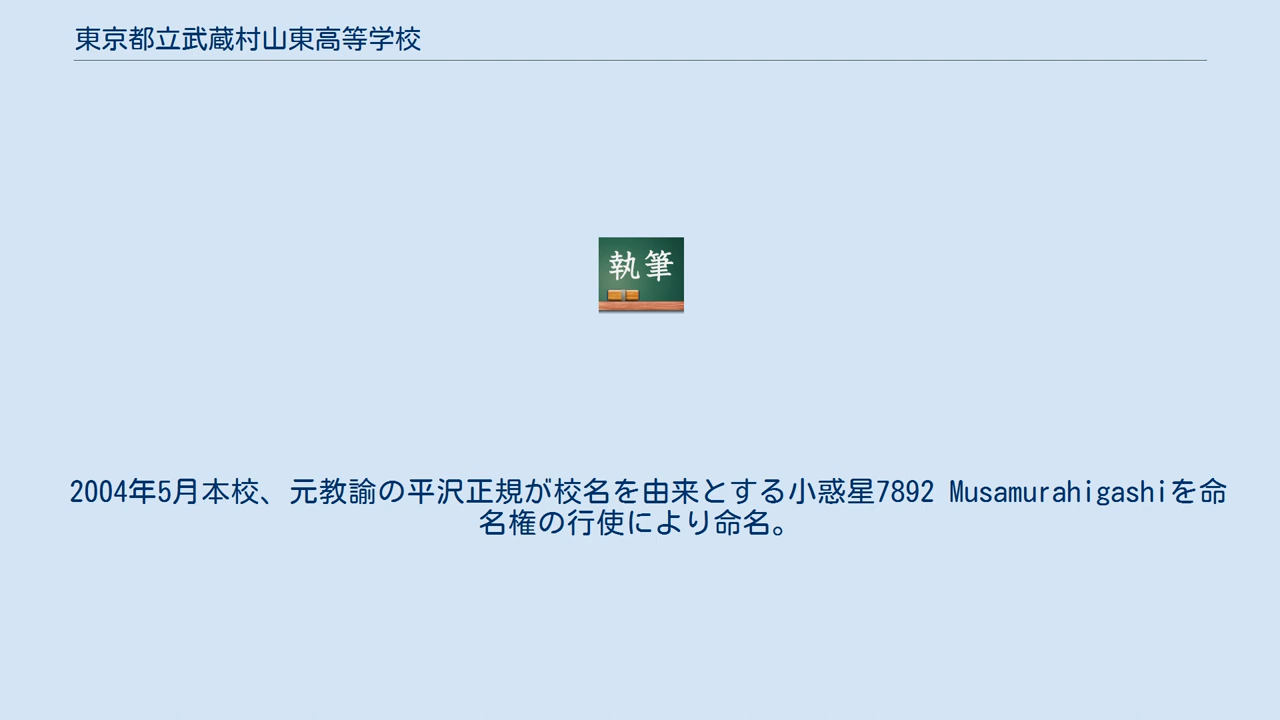 東京都立武蔵村山東高等学校
執筆
2004年5月本校、元教諭の平沢正規が校名を由来とする小惑星7892 Musamurahigashiを命
名権の行使により命名。